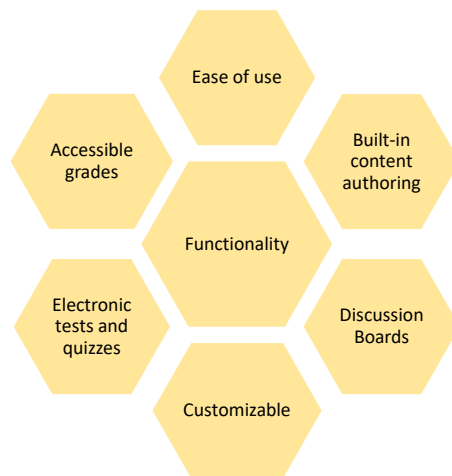 Ease of use
Accessible
grades
Built-in
content
authoring
Functionality
Electronic
tests and
quizzes
Discussion
Boards
Customizable